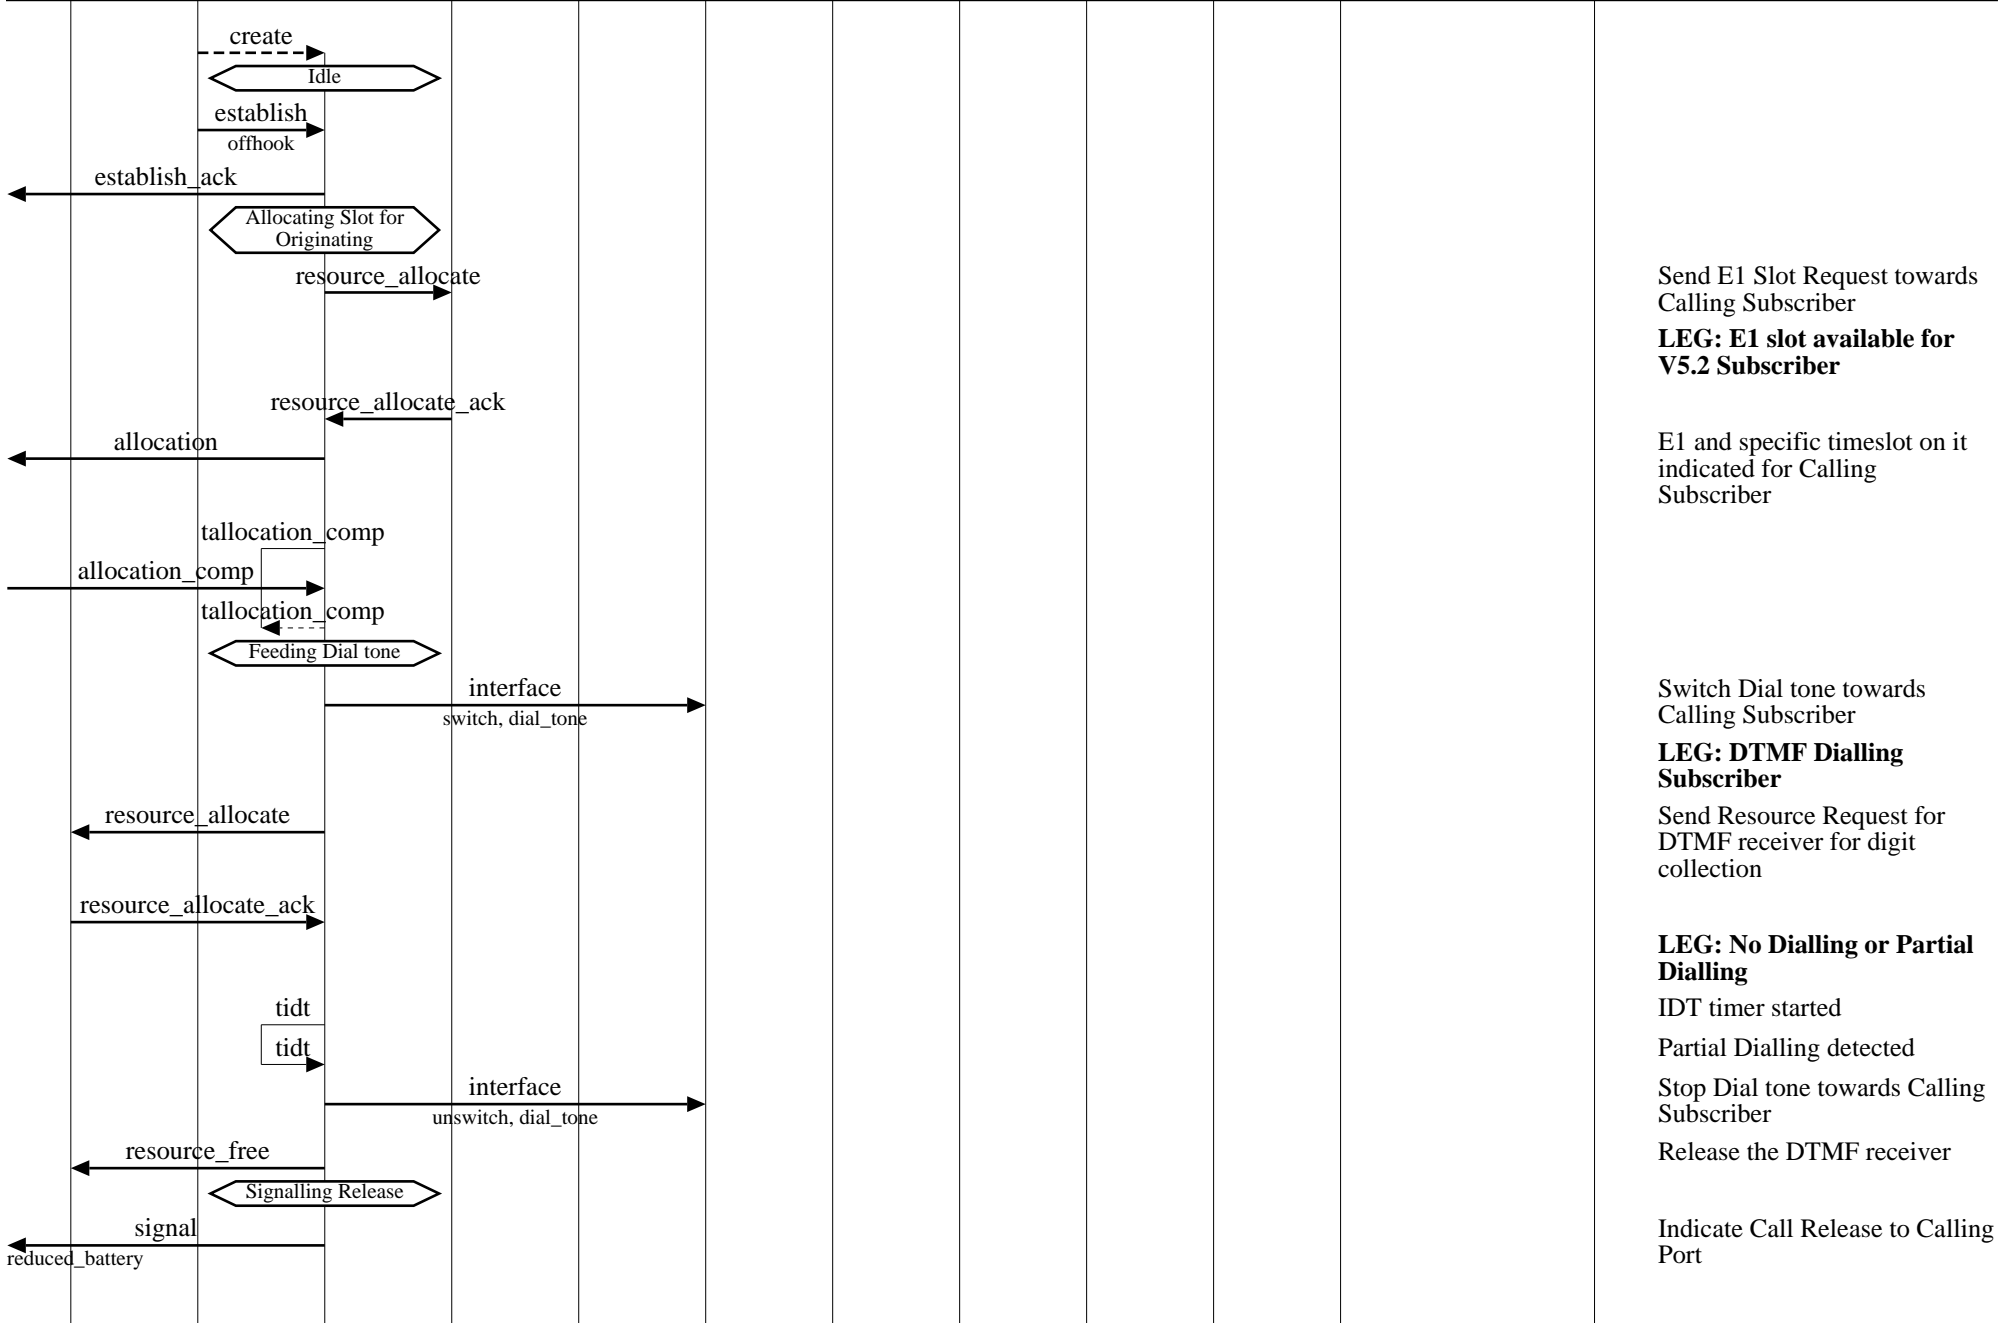 create
Idle
establish
offhook
establish_ack
Allocating Slot for
Originating
resource_allocate
Send E1 Slot Request towards
Calling Subscriber
LEG: E1 slot available for
V5.2 Subscriber
resource_allocate_ack
allocation
E1 and specific timeslot on it
indicated for Calling
Subscriber
tallocation_comp
allocation_comp
tallocation_comp
Feeding Dial tone
interface
switch, dial_tone
Switch Dial tone towards
Calling Subscriber
LEG: DTMF Dialling
Subscriber
resource_allocate
Send Resource Request for
DTMF receiver for digit
collection
resource_allocate_ack
LEG: No Dialling or Partial
Dialling
tidt
IDT timer started
tidt
Partial Dialling detected
interface
unswitch, dial_tone
Stop Dial tone towards Calling
Subscriber
resource_free
Release the DTMF receiver
Signalling Release
signal
reduced_battery
Indicate Call Release to Calling
Port